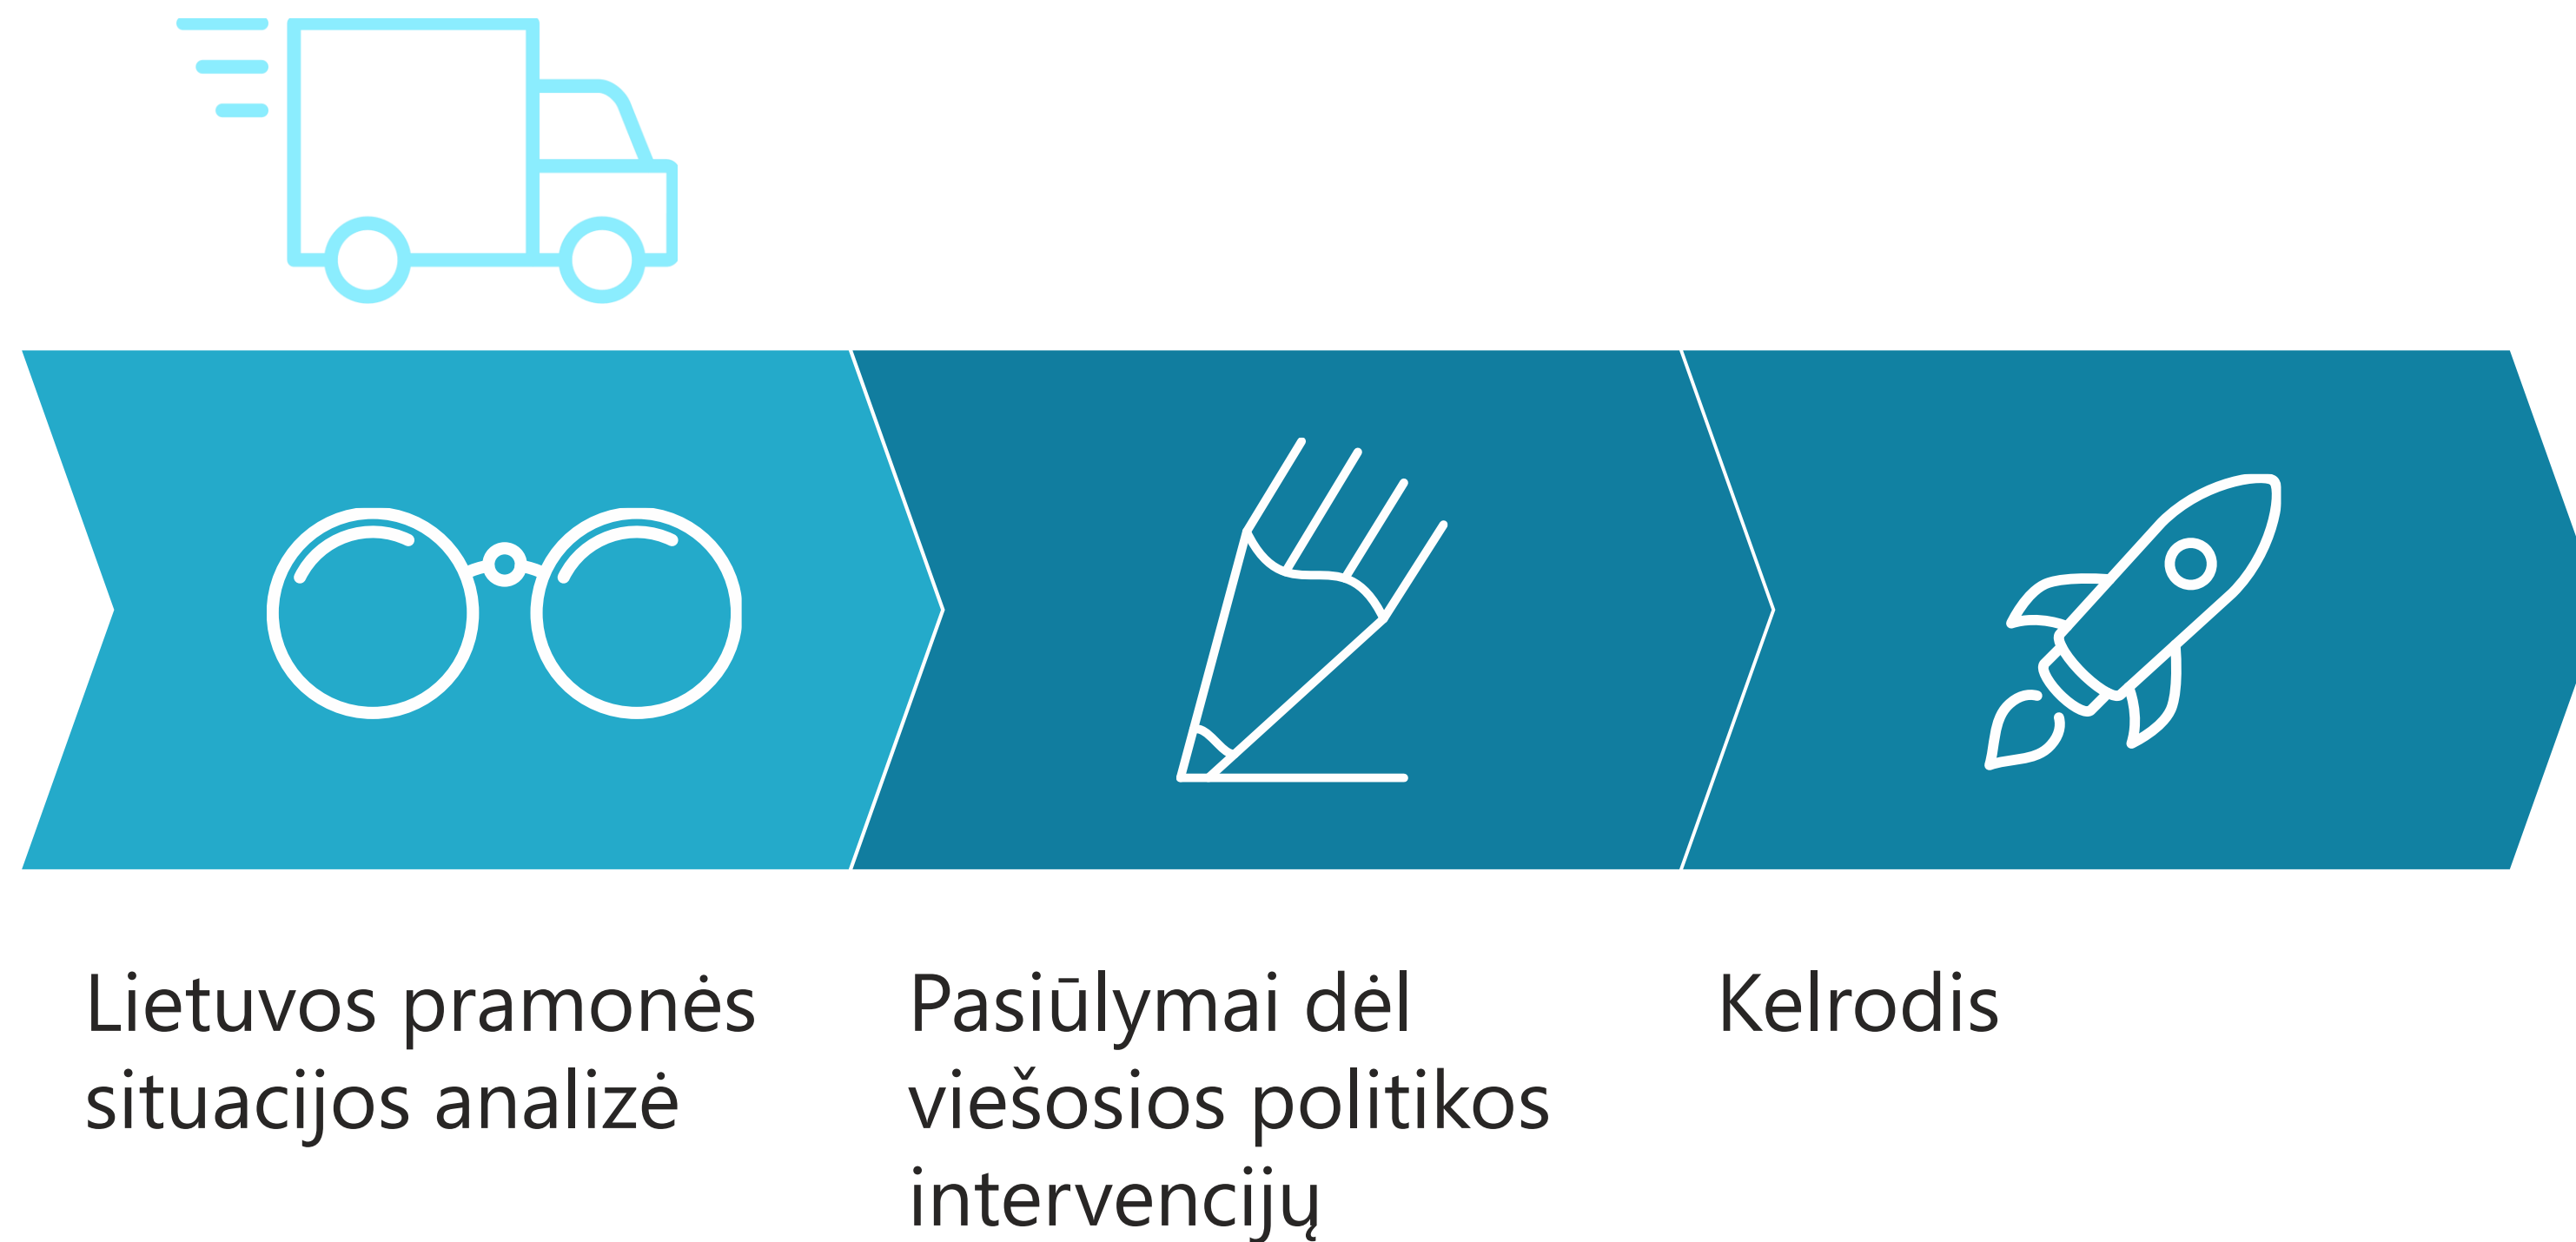 Lietuvos pramonės
situacijos analizė
Pasiūlymai dėl
viešosios politikos
intervencijų
Kelrodis